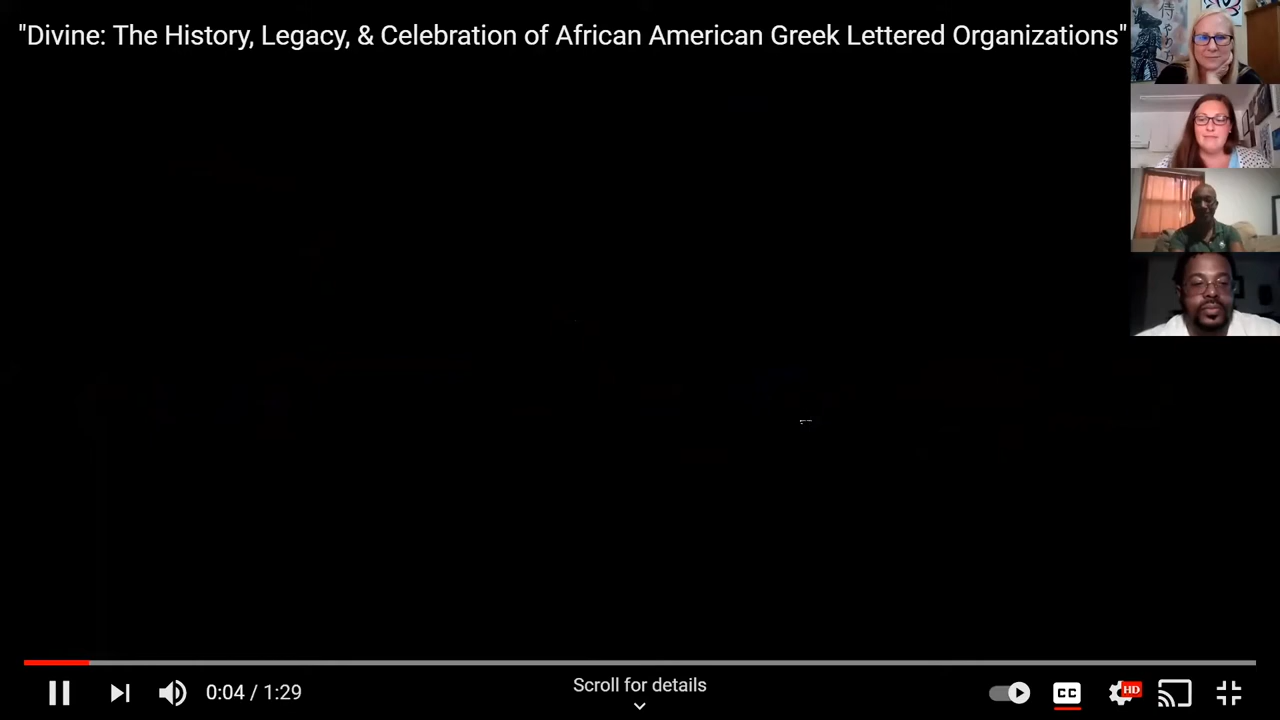 "Divine: The History, Legacy, & Celebration of African American Greek Lettered Organizations"
0:04 / 1:29
Scroll for details
CC
HD